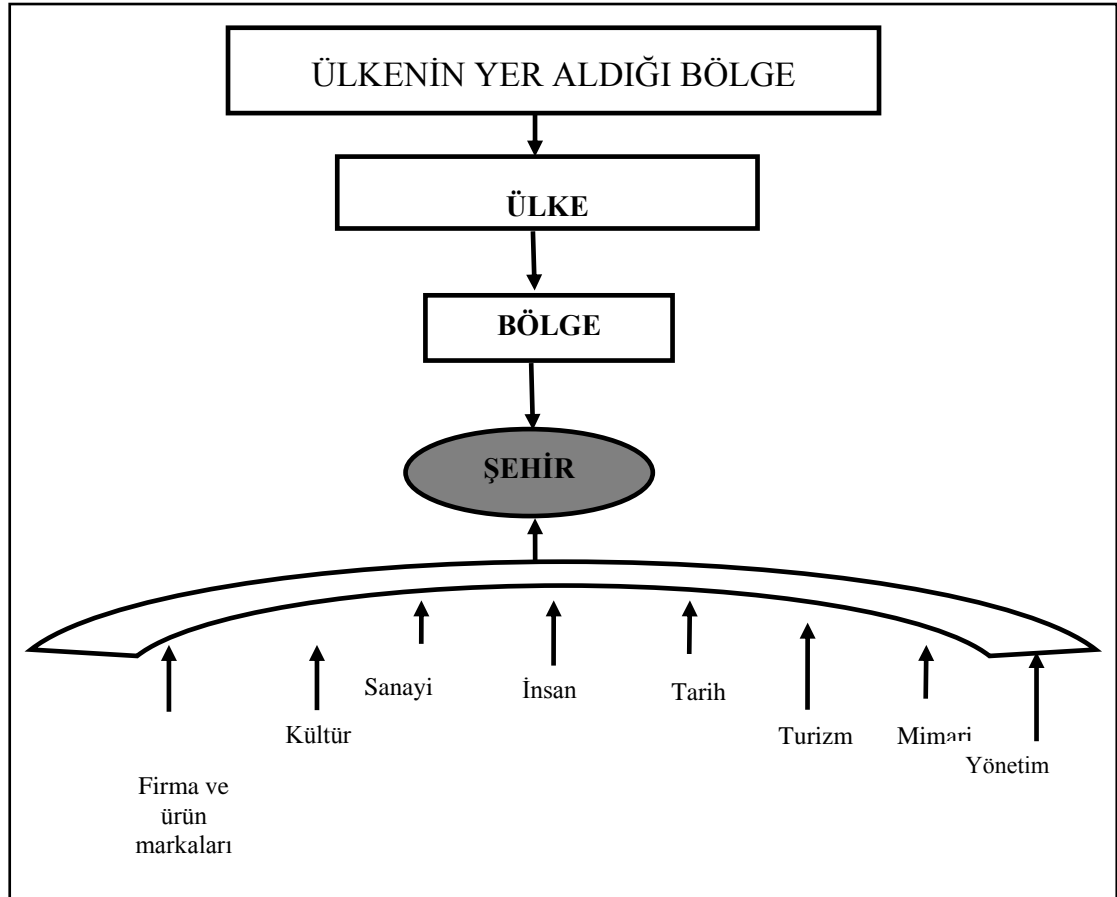 ÜLKENİN YER ALDIĞI BÖLGE
ÜLKE
BÖLGE
ŞEHİR
Firma ve
ürün
markaları
Kültür
Sanayi
İnsan
Tarih
Turizm
Mimari
Yönetim